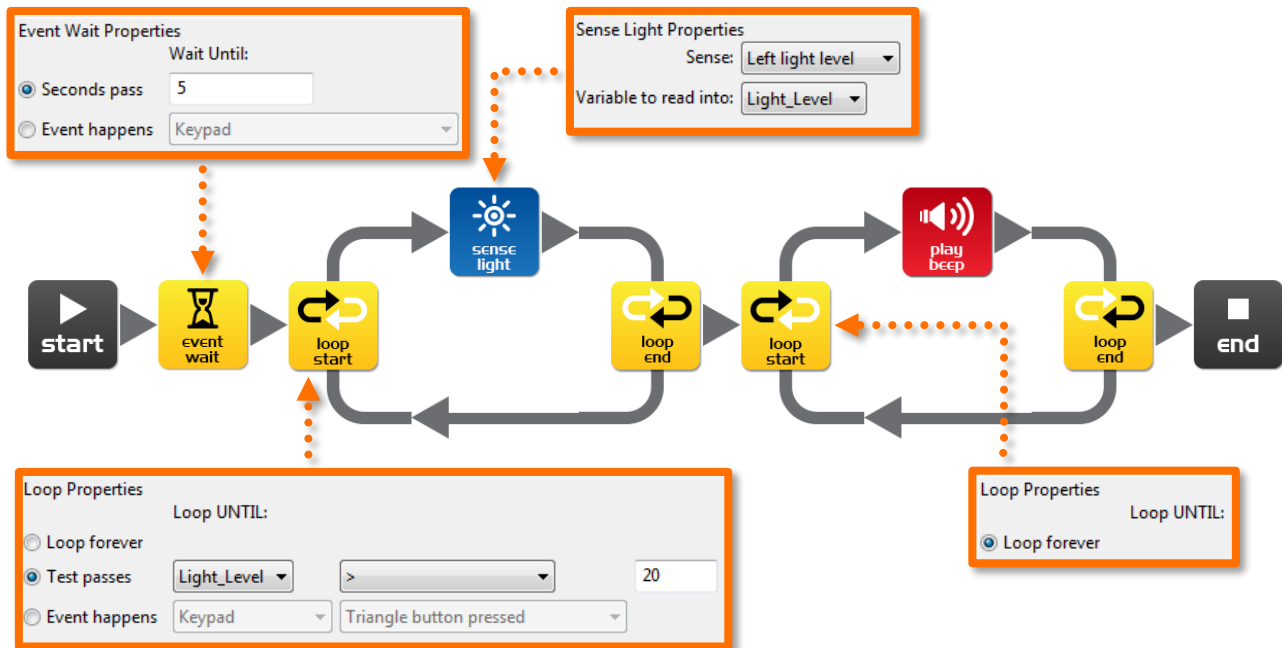 Event Wait Properties
Wait Until:
Seconds pass 5
Event happens Keypad
Sense Light Properties
Sense: Left light level
Variable to read into: Light_Level
sense
light
play
beep
start
event
wait
loop
start
loop
end
loop
start
loop
end
end
Loop Properties
Loop UNTIL:
Loop forever
Test passes Light_Level > 20
Event happens Keypad Triangle button pressed
Loop Properties
Loop UNTIL:
Loop forever